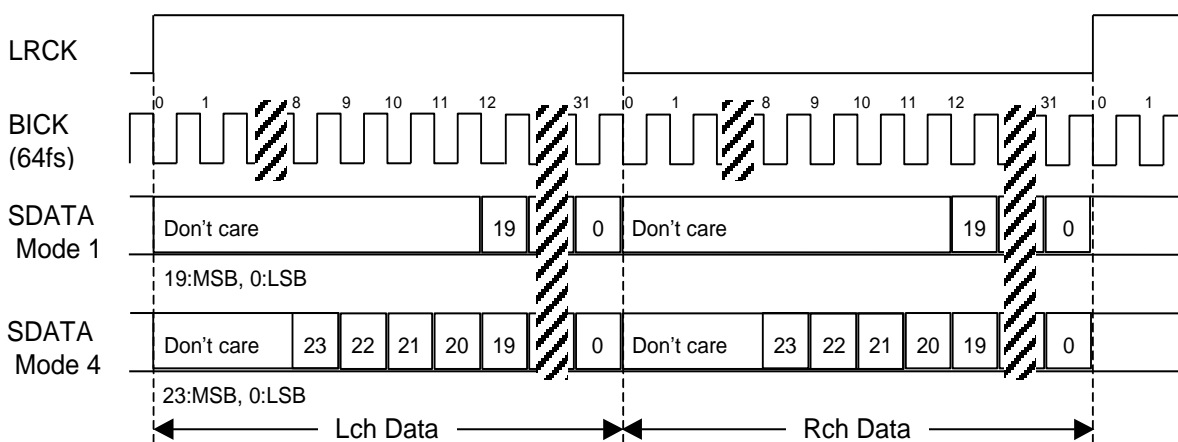 LRCK
0 1 8 9 10 11 12 31 0 1 8 9 10 11 12 31 0 1
BICK
(64fs)
SDATA
Mode 1
Don't care 19 0 Don't care 19 0
19:MSB, 0:LSB
SDATA
Mode 4
Don't care 23 22 21 20 19 0 Don't care 23 22 21 20 19 0
23:MSB, 0:LSB
Lch Data Rch Data